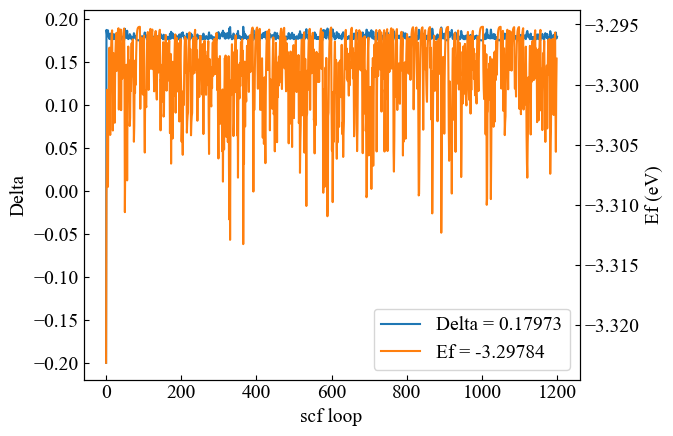 0.20
0.15
0.10
0.05
0.00
−0.05
−0.10
−0.15
−0.20
Delta
−3.295
−3.300
−3.305
−3.310
−3.315
−3.320
Ef (eV)
Delta = 0.17973
Ef = -3.29784
0 200 400 600 800 1000 1200
scf loop